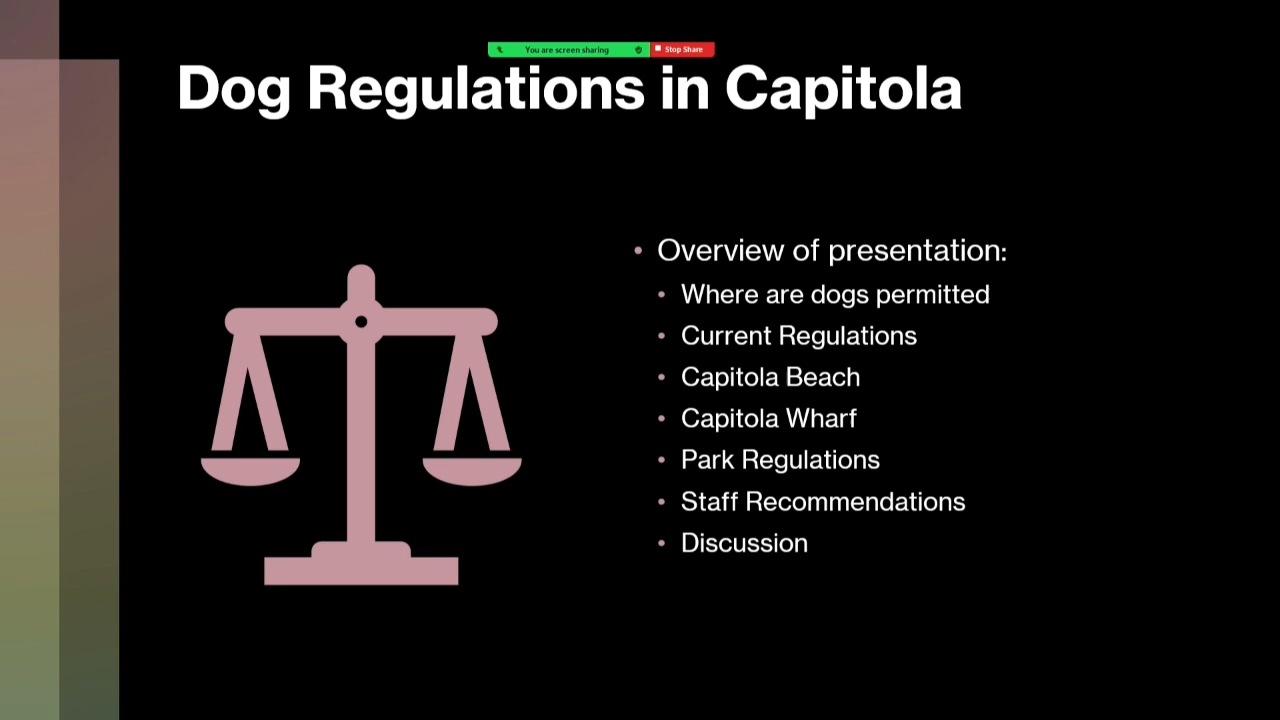 You are screen sharing
Stop Share
Dog Regulations in Capitola
• Overview of presentation:
• Where are dogs permitted
• Current Regulations
• Capitola Beach
• Capitola Wharf
• Park Regulations
• Staff Recommendations
• Discussion